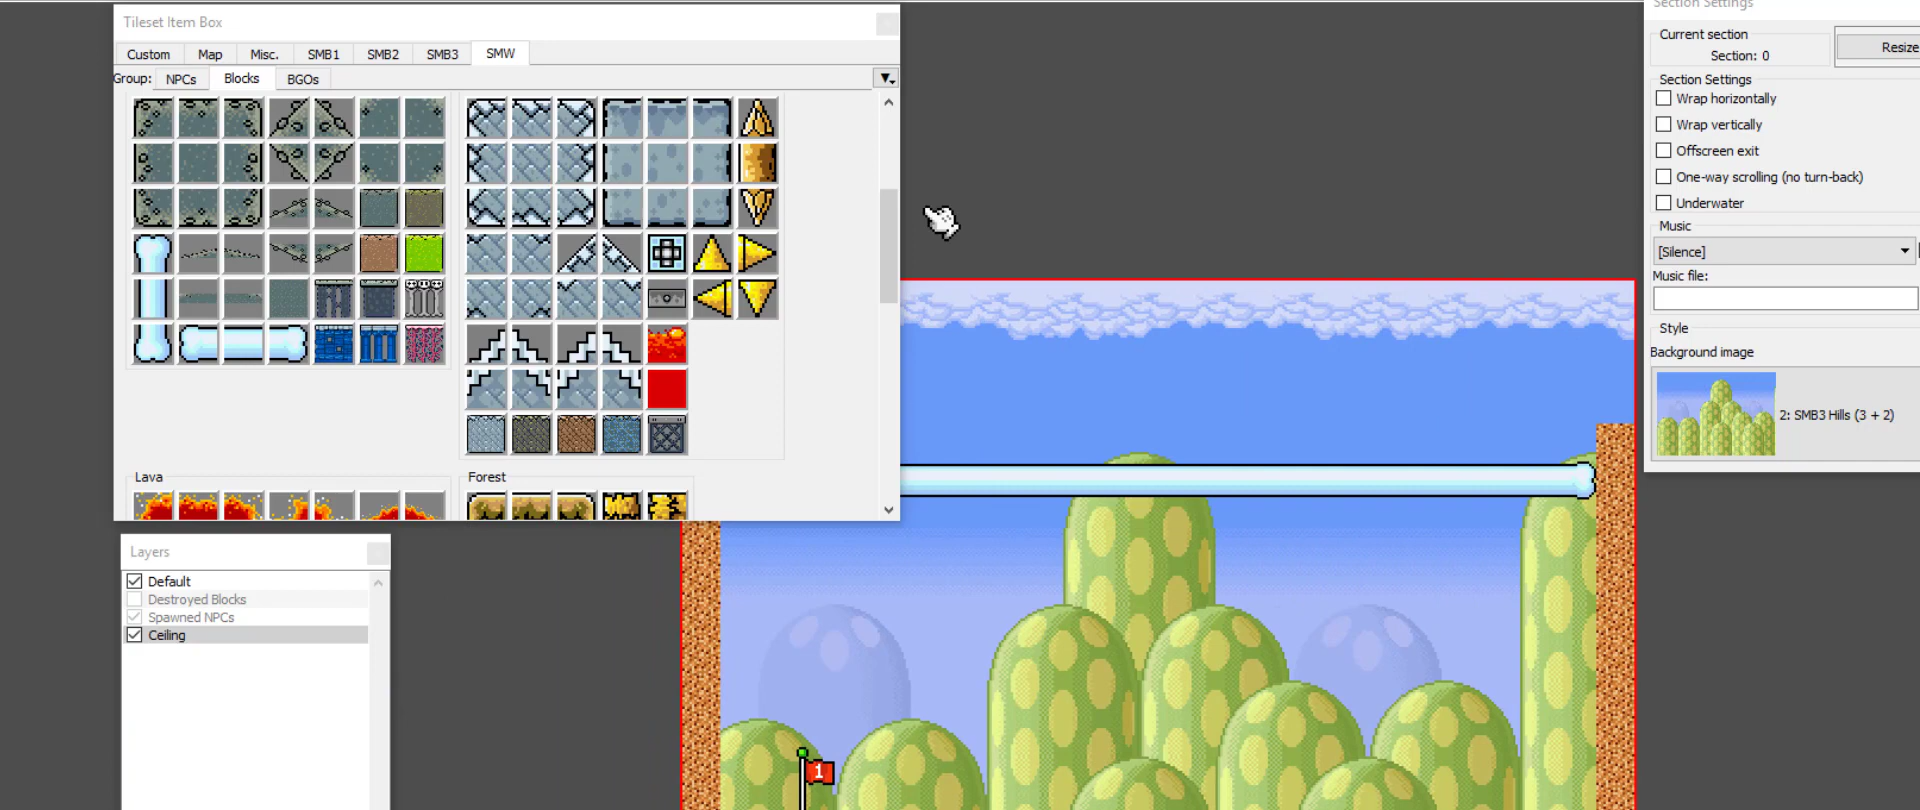 Tileset Item Box
Custom Map Misc. SMB1 SMB2 SMB3 SMW
Group: NPCs Blocks BGOs
Lava
Forest
Layers
Default
Destroyed Blocks
Spawned NPCs
Ceiling
1
Section Settings
Current section
Section: 0
Resize
Section Settings
Wrap horizontally
Wrap vertically
Offscreen exit
One-way scrolling (no turn-back)
Underwater
Music
[Silence]
Music file:
Style
Background image
2: SMB3 Hills (3 + 2)